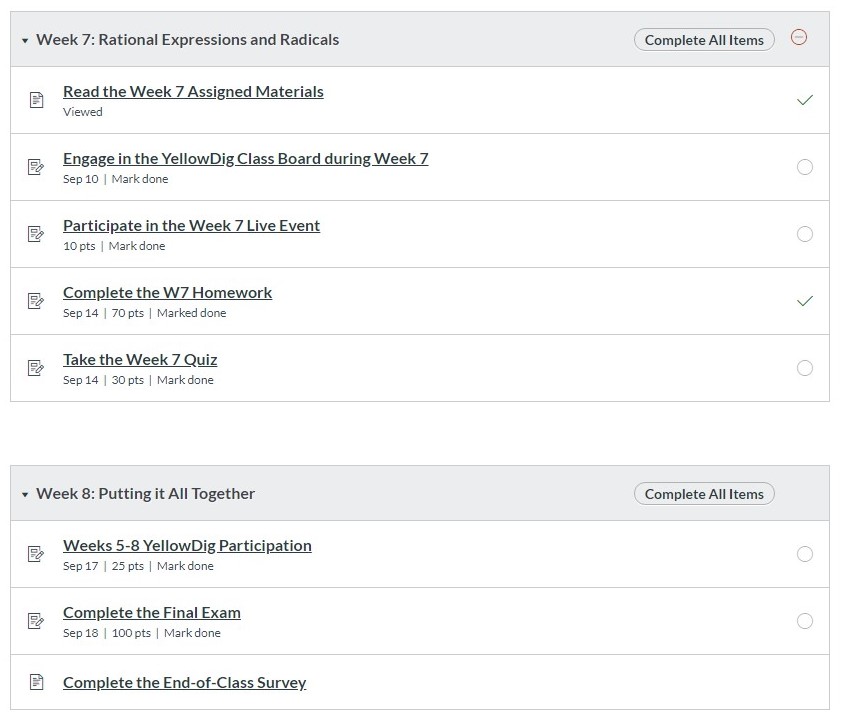 Week 7: Rational Expressions and Radicals
Complete All Items
Read the Week 7 Assigned Materials
Viewed
Engage in the YellowDig Class Board during Week 7
Sep 10 | Mark done
Participate in the Week 7 Live Event
10 pts | Mark done
Complete the W7 Homework
Sep 14 | 70 pts | Marked done
Take the Week 7 Quiz
Sep 14 | 30 pts | Mark done
Week 8: Putting it All Together
Complete All Items
Weeks 5-8 YellowDig Participation
Sep 17 | 25 pts | Mark done
Complete the Final Exam
Sep 18 | 100 pts | Mark done
Complete the End-of-Class Survey